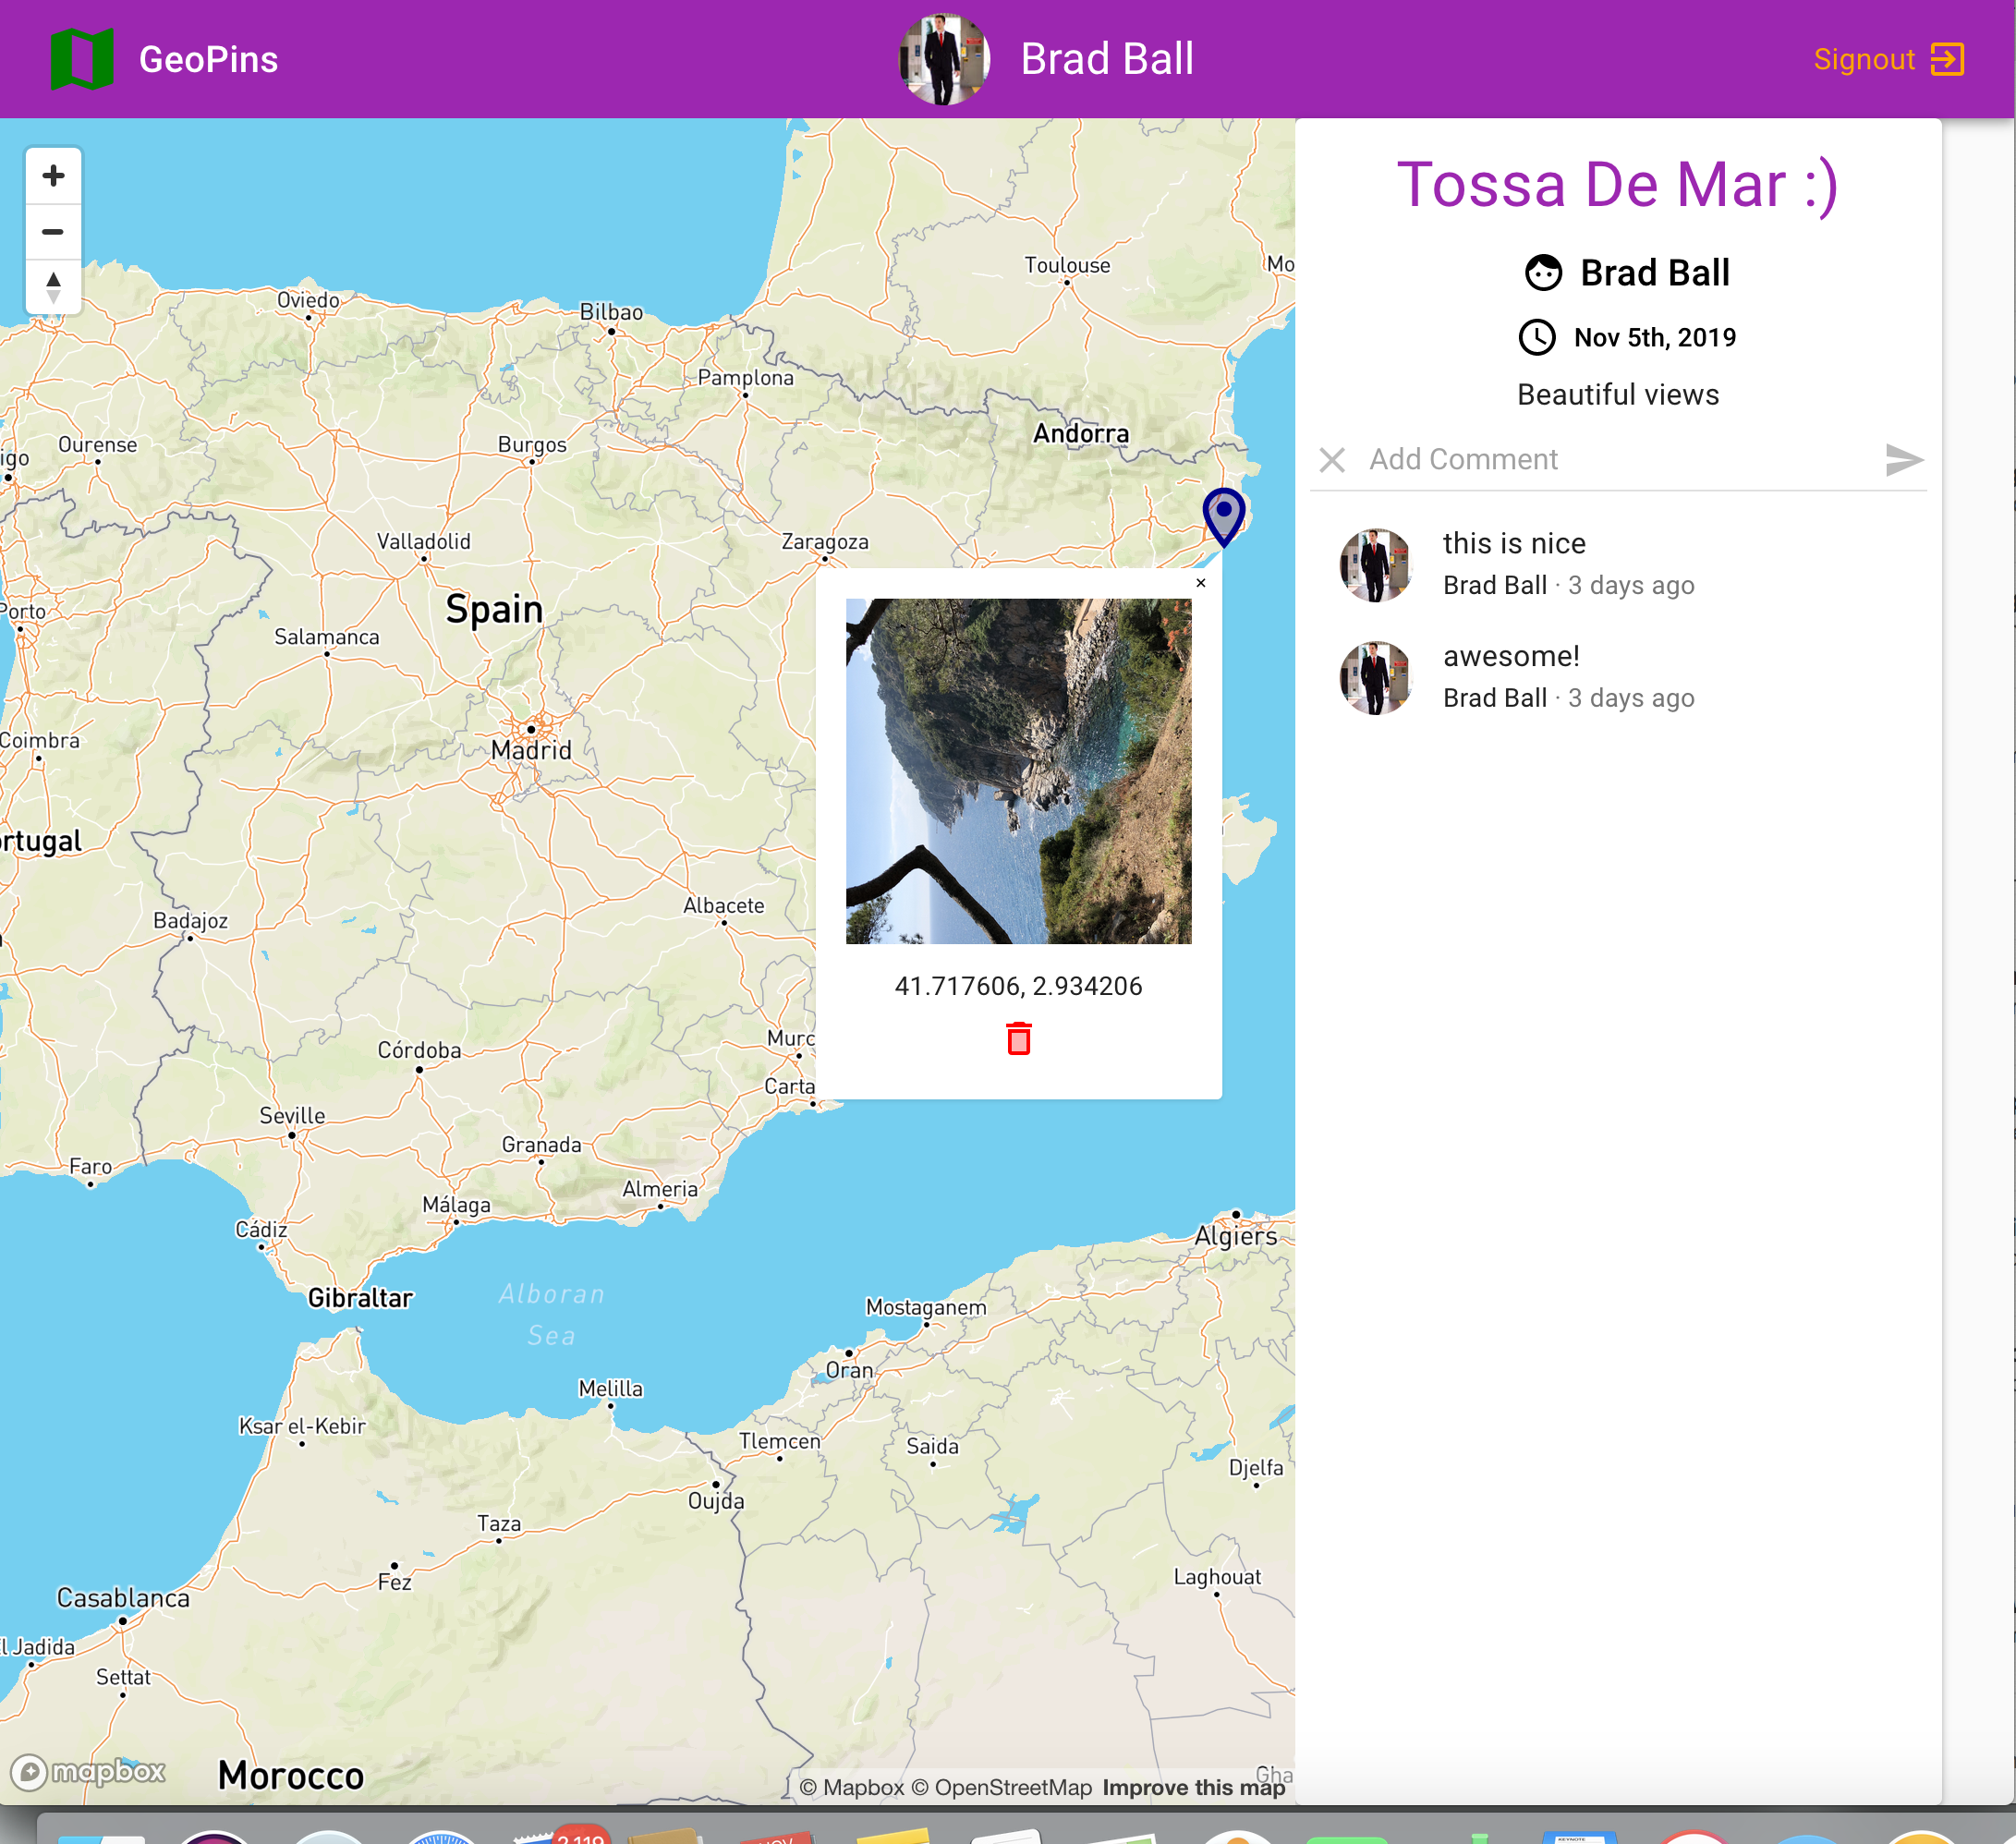 GeoPins
Brad Ball
Signout
Tossa De Mar :)
Brad Ball
Nov 5th, 2019
Beautiful views
Add Comment
this is nice
Brad Ball · 3 days ago
awesome!
Brad Ball · 3 days ago
Toulouse
Mo
Oviedo
Bilbao
Pamplona
Andorra
Ourense
igo
Burgos
Valladolid
Zaragoza
Porto
Spain
Salamanca
Coimbra
Madrid
rtugal
Badajoz
Albacete
41.717606, 2.934206
Murc
Córdoba
Carta
Seville
Granada
Faro
Almeria
Málaga
Cádiz
Algiers
Gibraltar
Alboran
Sea
Mostaganem
Oran
Melilla
Ksar el-Kebir
Tlemcen
Saida
Djelfa
Oujda
Taza
Fez
Laghouat
Casablanca
l Jadida
Settat
mapbox
Morocco
Gha
© Mapbox © OpenStreetMap Improve this map
2,119
NOV
KEYNOTE